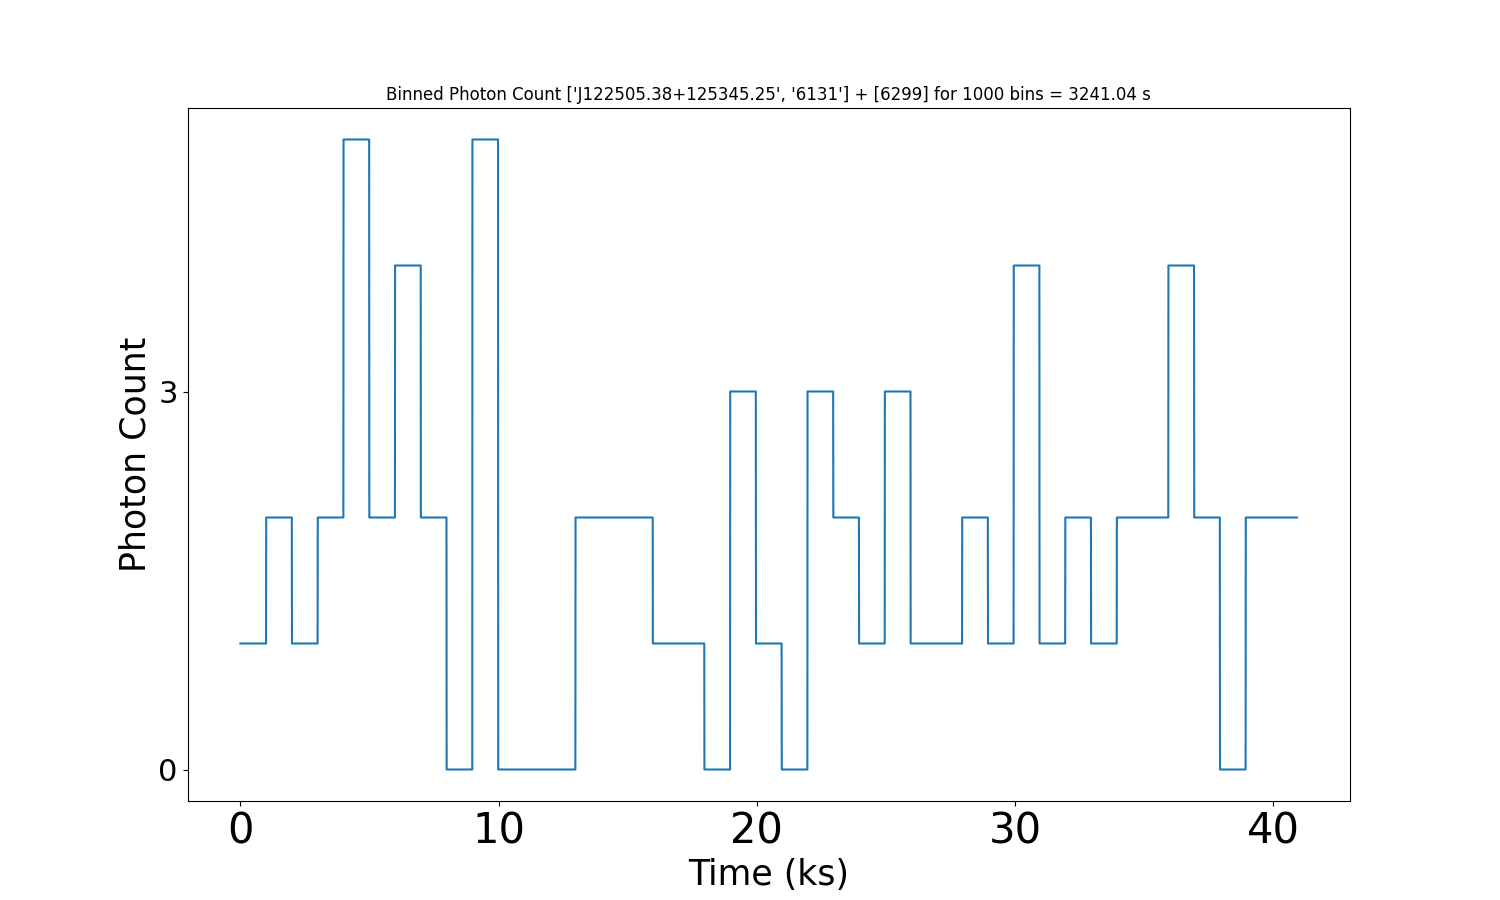 Binned Photon Count ['J122505.38+125345.25', '6131'] + [6299] for 1000 bins = 3241.04 s
Photon Count
3
0
0 10 20 30 40
Time (ks)